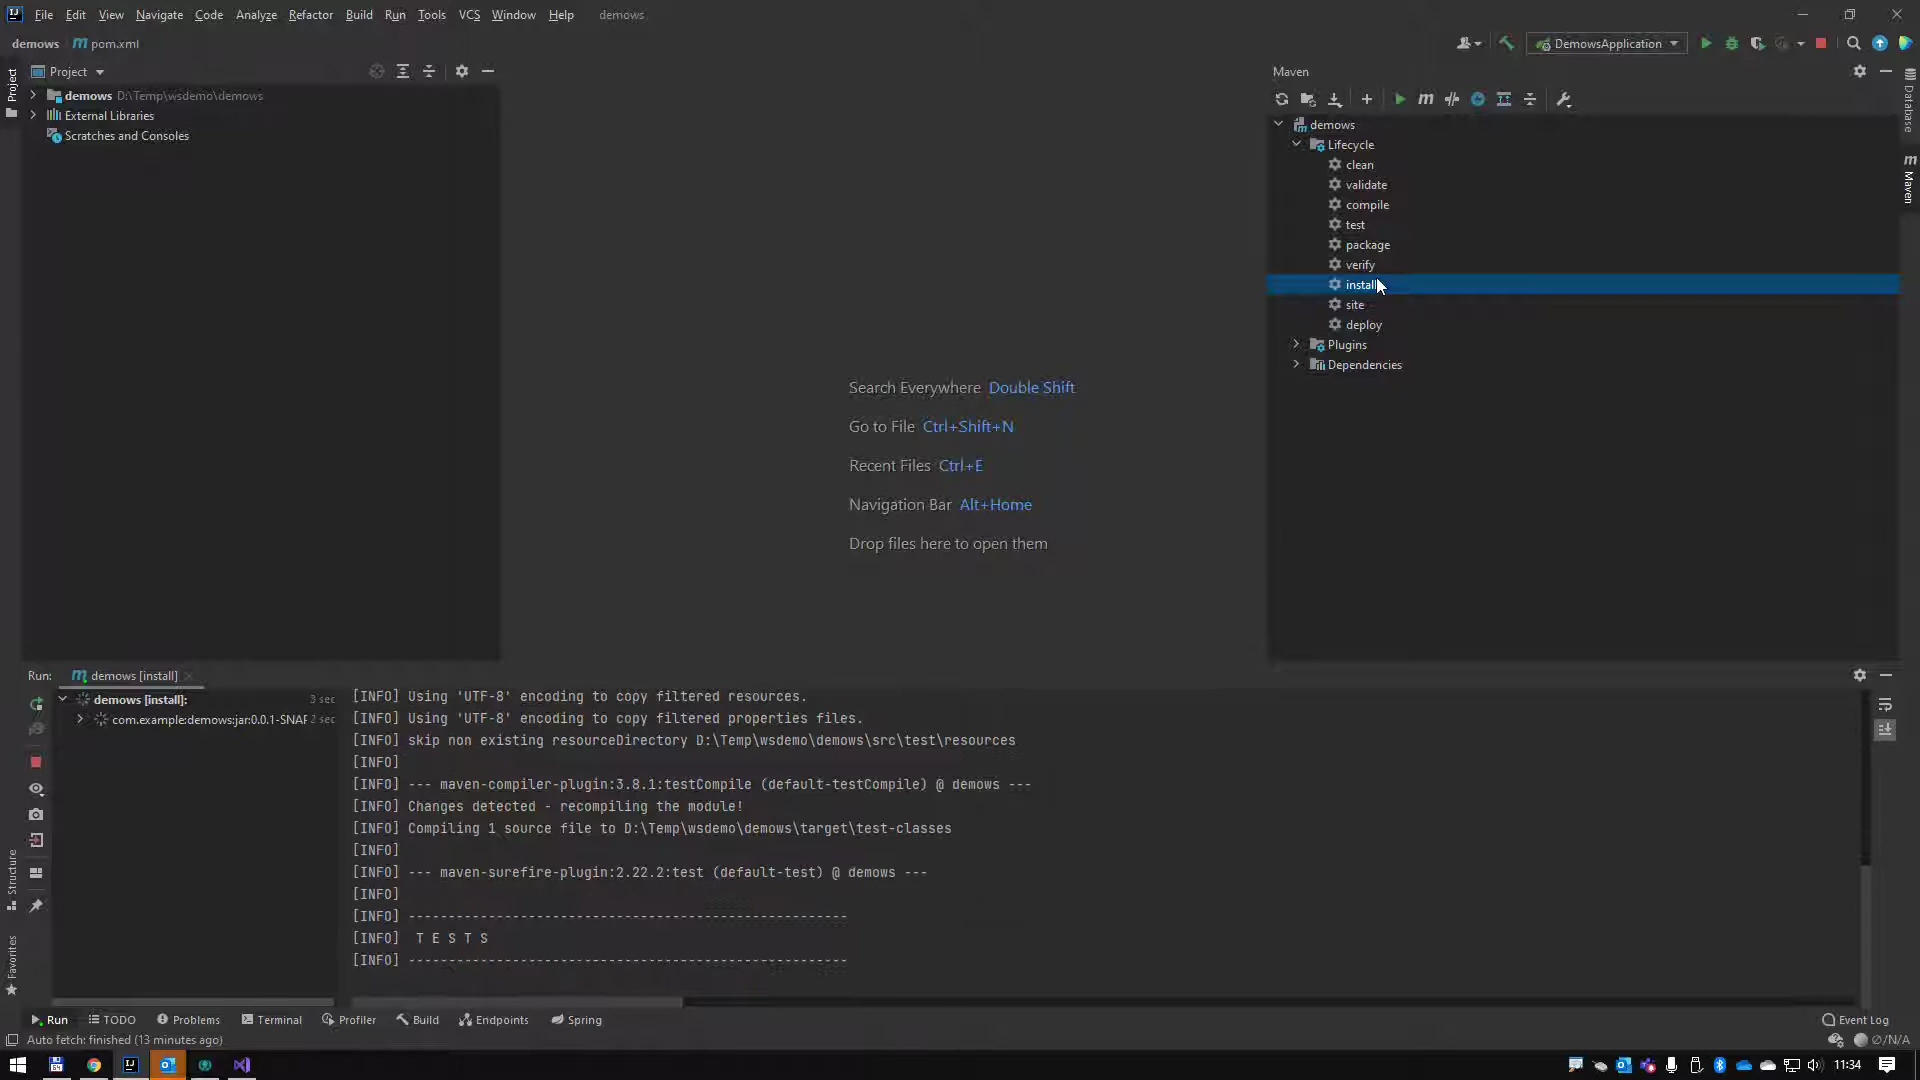 File Edit View Navigate Code Analyze Refactor Build Run Tools VCS Window Help demows
demows pom.xml
DemowsApplication
Project
Project
demows D:\Temp\wsdemo\demows
External Libraries
Scratches and Consoles
Search Everywhere Double Shift
Go to File Ctrl+Shift+N
Recent Files Ctrl+E
Navigation Bar Alt+Home
Drop files here to open them
Maven
demows
Lifecycle
clean
validate
compile
test
package
verify
install
site
deploy
Plugins
Dependencies
Database
Maven
Structure
Favorites
Run: demows [install]
demows [install]: 3 sec
com.example:demows:jar:0.0.1-SNAP 2 sec
[INFO] Using 'UTF-8' encoding to copy filtered resources.
[INFO] Using 'UTF-8' encoding to copy filtered properties files.
[INFO] skip non existing resourceDirectory D:\Temp\wsdemo\demows\src\test\resources
[INFO]
[INFO] --- maven-compiler-plugin:3.8.1:testCompile (default-testCompile) @ demows ---
[INFO] Changes detected - recompiling the module!
[INFO] Compiling 1 source file to D:\Temp\wsdemo\demows\target\test-classes
[INFO]
[INFO] --- maven-surefire-plugin:2.22.2:test (default-test) @ demows ---
[INFO]
[INFO] -------------------------------------------------------
[INFO]  T E S T S
[INFO] -------------------------------------------------------
Run TODO Problems Terminal Profiler Build Endpoints Spring Event Log
Auto fetch: finished (13 minutes ago) ∅/N/A
11:34